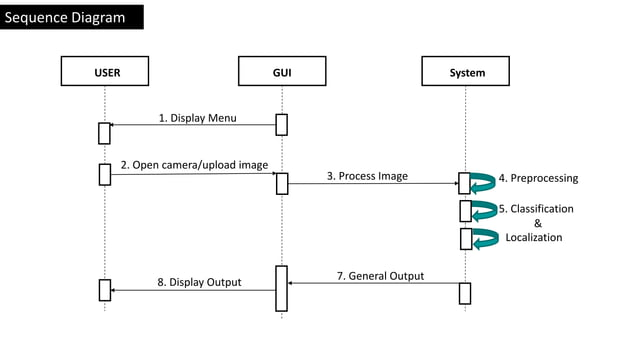 Sequence Diagram
USER
GUI
System
1. Display Menu
2. Open camera/upload image
3. Process Image
4. Preprocessing
5. Classification
&
Localization
7. General Output
8. Display Output